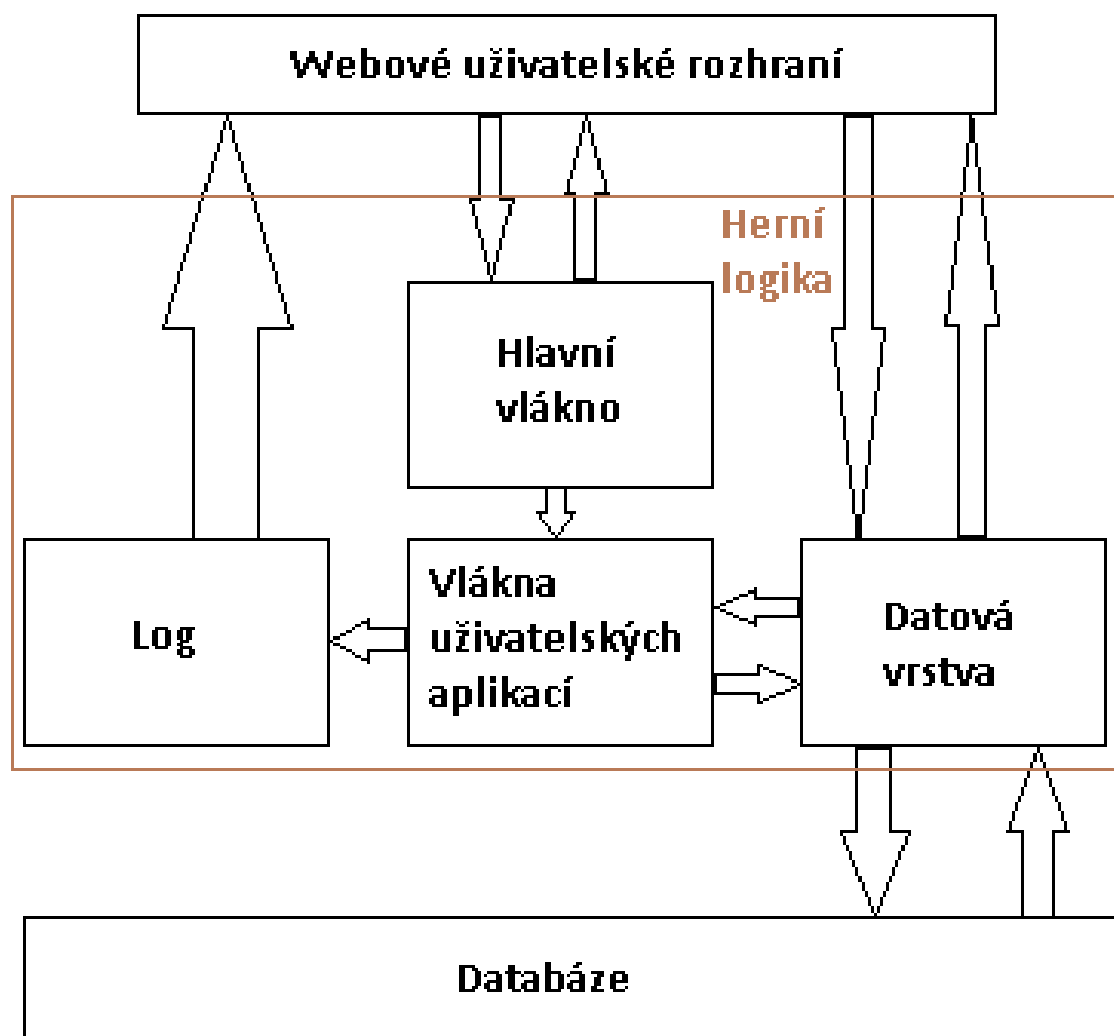 Webové uživatelské rozhraní
Herní
logika
Hlavní
vlákno
Log
Vlákna
uživatelských
aplikací
Datová
vrstva
Databáze